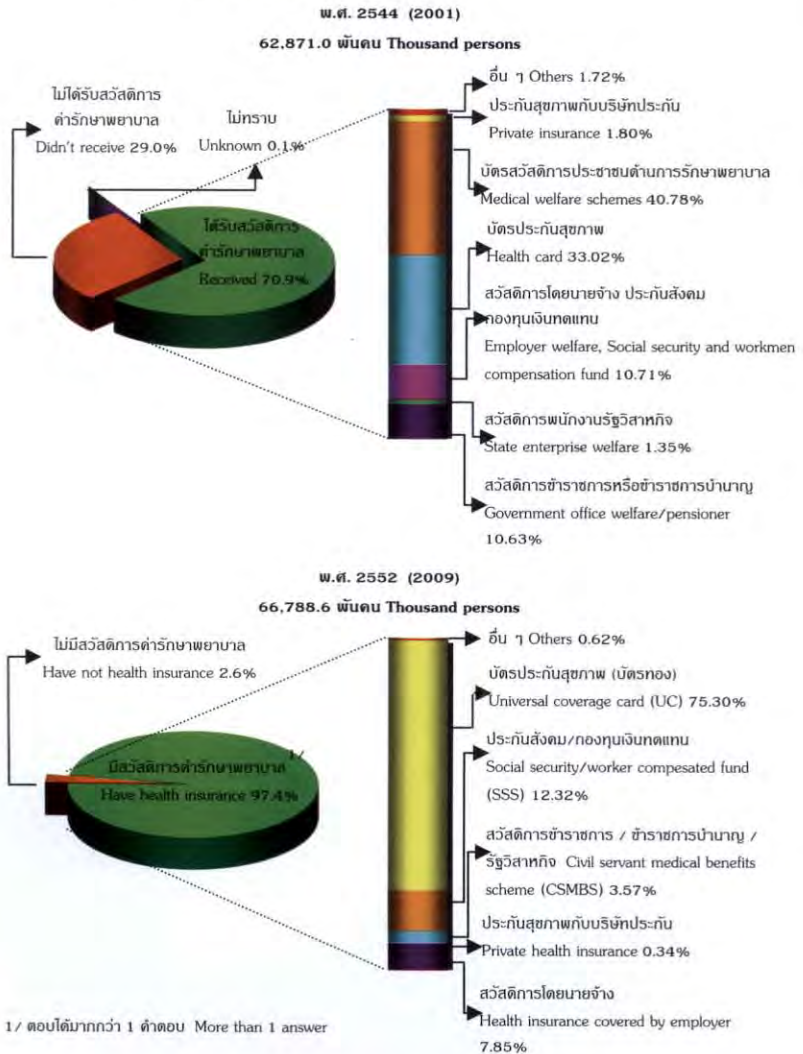 พ.ศ. 2544 (2001)
62,871.0 พันคน Thousand persons
ไม่ได้รับสวัสดิการ
ค่ารักษาพยาบาล
Didn't receive 29.0%
ไม่ทราบ
Unknown 0.1%
ได้รับสวัสดิการ
ค่ารักษาพยาบาล
Received 70.9%
อื่น ๆ Others 1.72%
ประกันสุขภาพกับบริษัทประกัน
Private insurance 1.80%
บัตรสวัสดิการประชาชนด้านการรักษาพยาบาล
Medical welfare schemes 40.78%
บัตรประกันสุขภาพ
Health card 33.02%
สวัสดิการโดยนายจ้าง ประกันสังคม
กองทุนเงินทดแทน
Employer welfare, Social security and workmen
compensation fund 10.71%
สวัสดิการพนักงานรัฐวิสาหกิจ
State enterprise welfare 1.35%
สวัสดิการข้าราชการหรือข้าราชการบำนาญ
Government office welfare/pensioner
10.63%
พ.ศ. 2552 (2009)
66,788.6 พันคน Thousand persons
ไม่มีสวัสดิการค่ารักษาพยาบาล
Have not health insurance 2.6%
มีสวัสดิการค่ารักษาพยาบาล 1/
Have health insurance 97.4%
อื่น ๆ Others 0.62%
บัตรประกันสุขภาพ (บัตรทอง)
Universal coverage card (UC) 75.30%
ประกันสังคม/กองทุนเงินทดแทน
Social security/worker compesated fund
(SSS) 12.32%
สวัสดิการข้าราชการ / ข้าราชการบำนาญ /
รัฐวิสาหกิจ Civil servant medical benefits
scheme (CSMBS) 3.57%
ประกันสุขภาพกับบริษัทประกัน
Private health insurance 0.34%
สวัสดิการโดยนายจ้าง
Health insurance covered by employer
7.85%
1/ ตอบได้มากกว่า 1 คำตอบ More than 1 answer